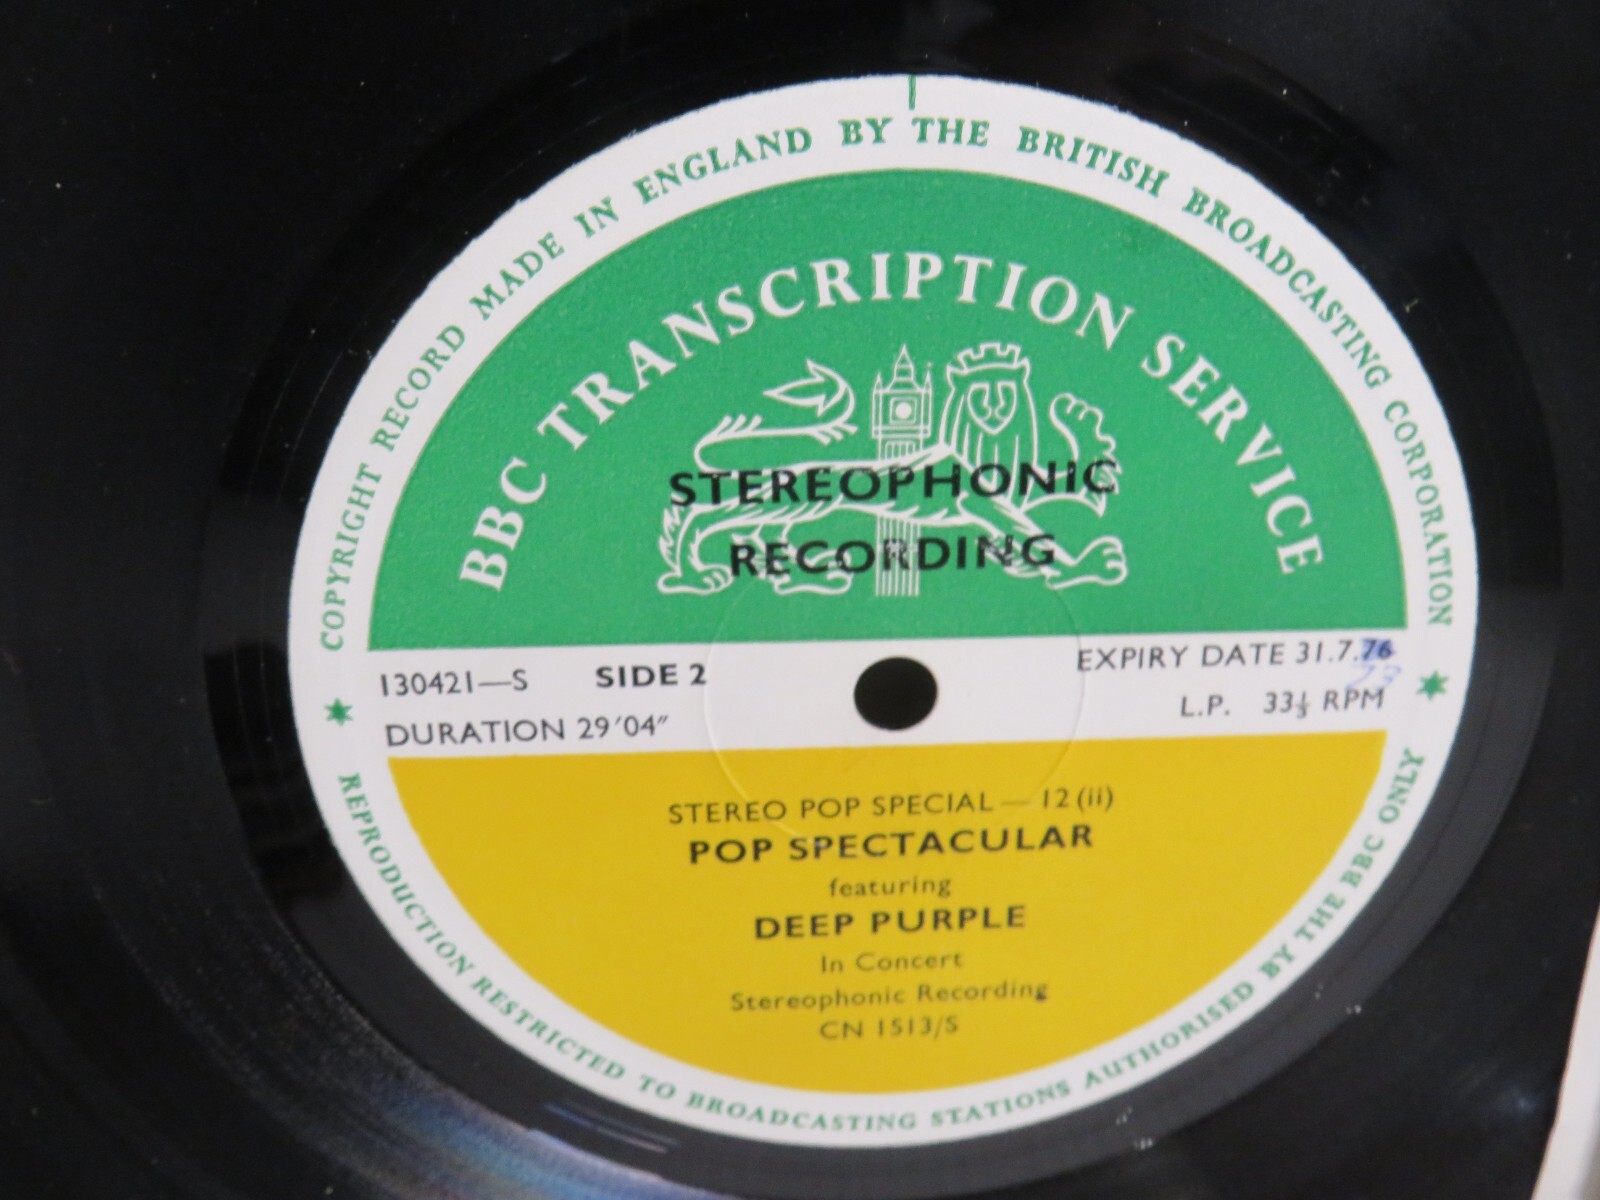 COPYRIGHT RECORD MADE IN ENGLAND BY THE BRITISH BROADCASTING CORPORATION
BBC TRANSCRIPTION SERVICE
STEREOPHONIC
RECORDING
130421—S SIDE 2
DURATION 29'04"
EXPIRY DATE 31.7.76
L.P. 33⅓ RPM
STEREO POP SPECIAL — 12 (ii)
POP SPECTACULAR
featuring
DEEP PURPLE
In Concert
Stereophonic Recording
CN 1513/S
REPRODUCTION RESTRICTED TO BROADCASTING STATIONS AUTHORISED BY THE BBC ONLY